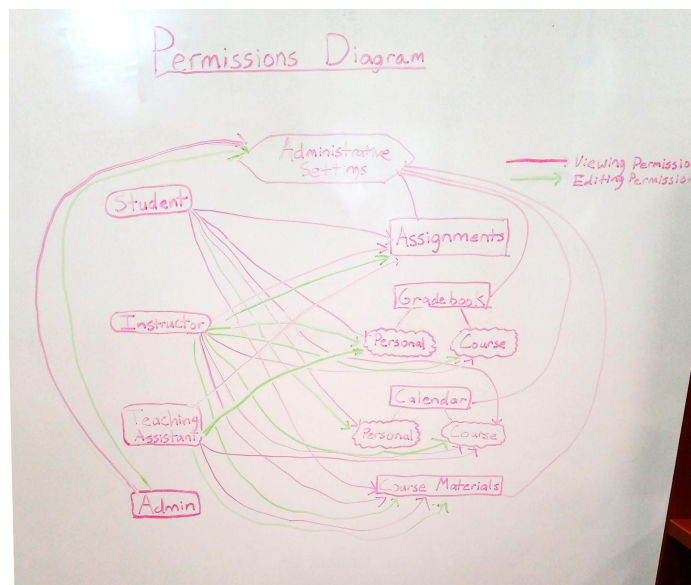 Permissions Diagram
Administrative
Settims
Viewing Permissio
Editing Permission
Student
Assignments
Gradebook
Instructor
Personal
Course
Calendar
Teaching
Assistant
Personal
Course
Course Materials
Admin